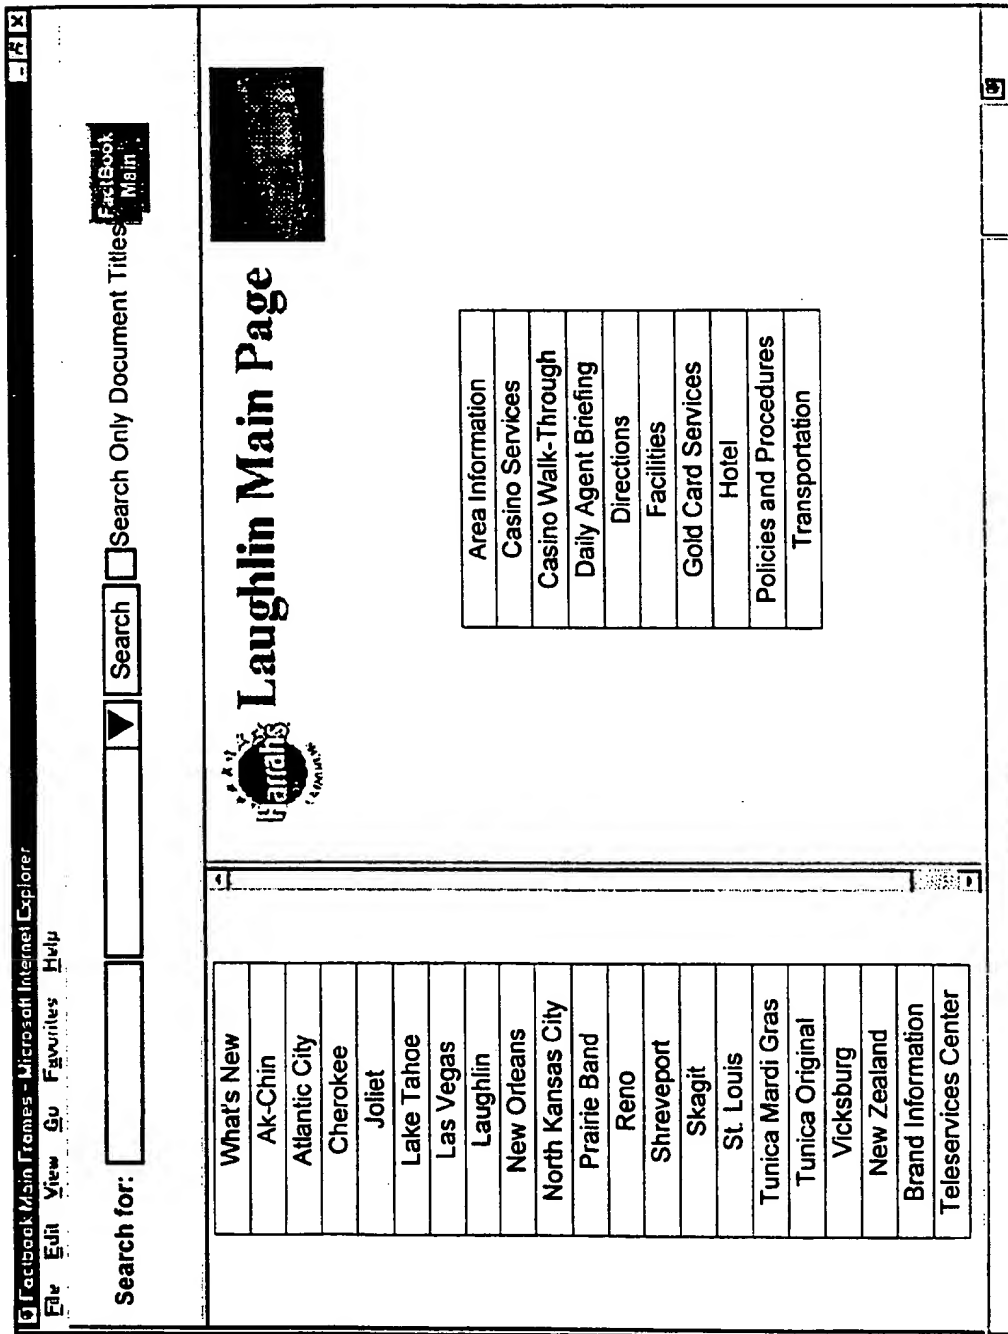 Factbook Main Frames - Microsoft Internet Explorer
File Edit View Go Favorites Help
Search for: Search Search Only Document Titles FactBook
Main
What's New
Ak-Chin
Atlantic City
Cherokee
Joliet
Lake Tahoe
Las Vegas
Laughlin
New Orleans
North Kansas City
Prairie Band
Reno
Shreveport
Skagit
St. Louis
Tunica Mardi Gras
Tunica Original
Vicksburg
New Zealand
Brand Information
Teleservices Center
Harrahs Laughlin Main Page
Area Information
Casino Services
Casino Walk-Through
Daily Agent Briefing
Directions
Facilities
Gold Card Services
Hotel
Policies and Procedures
Transportation